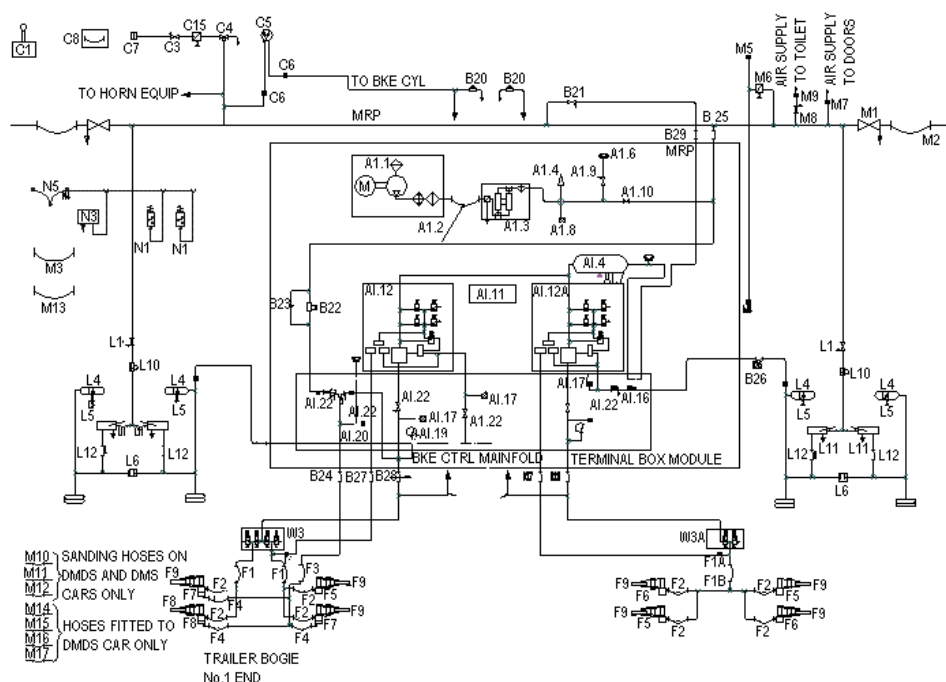 C1
C8
C7
C3
C15
C4
C5
C6
TO BKE CYL
B20
B20
C6
TO HORN EQUIP
MRP
B21
B 25
M5
M6
AIR SUPPLY
TO TOILET
AIR SUPPLY
TO DOORS
M9
M7
M8
M1
M2
B29
MRP
A1.1
M
A1.2
A1.3
A1.4
A1.6
A1.9
A1.10
A1.8
N5
N3
N1
N1
M3
M13
AI.4
AI.12
AI.11
AI.12A
B23
B22
L1
L10
L4
L4
L5
L5
L12
L12
L6
AI.22
AI.22
AI.20
AI.17
AI.19
A1.22
AI.17
AI.17
AI.22
AI.16
B26
L1
L10
L4
L4
L5
L5
L11
L11
L12
L12
L6
BKE CTRL MAINFOLD
TERMINAL BOX MODULE
B24
B27
B28
W3
W3A
M10
M11
M12
SANDING HOSES ON
DMDS AND DMS
CARS ONLY
M14
M15
M16
M17
HOSES FITTED TO
DMDS CAR ONLY
F9
F2
F7
F4
F1
F1
F3
F2
F5
F9
F8
F2
F8
F4
F2
F4
F7
F9
TRAILER BOGIE
No.1 END
F1A
F1B
F9
F6
F2
F2
F5
F9
F9
F5
F2
F2
F6
F9